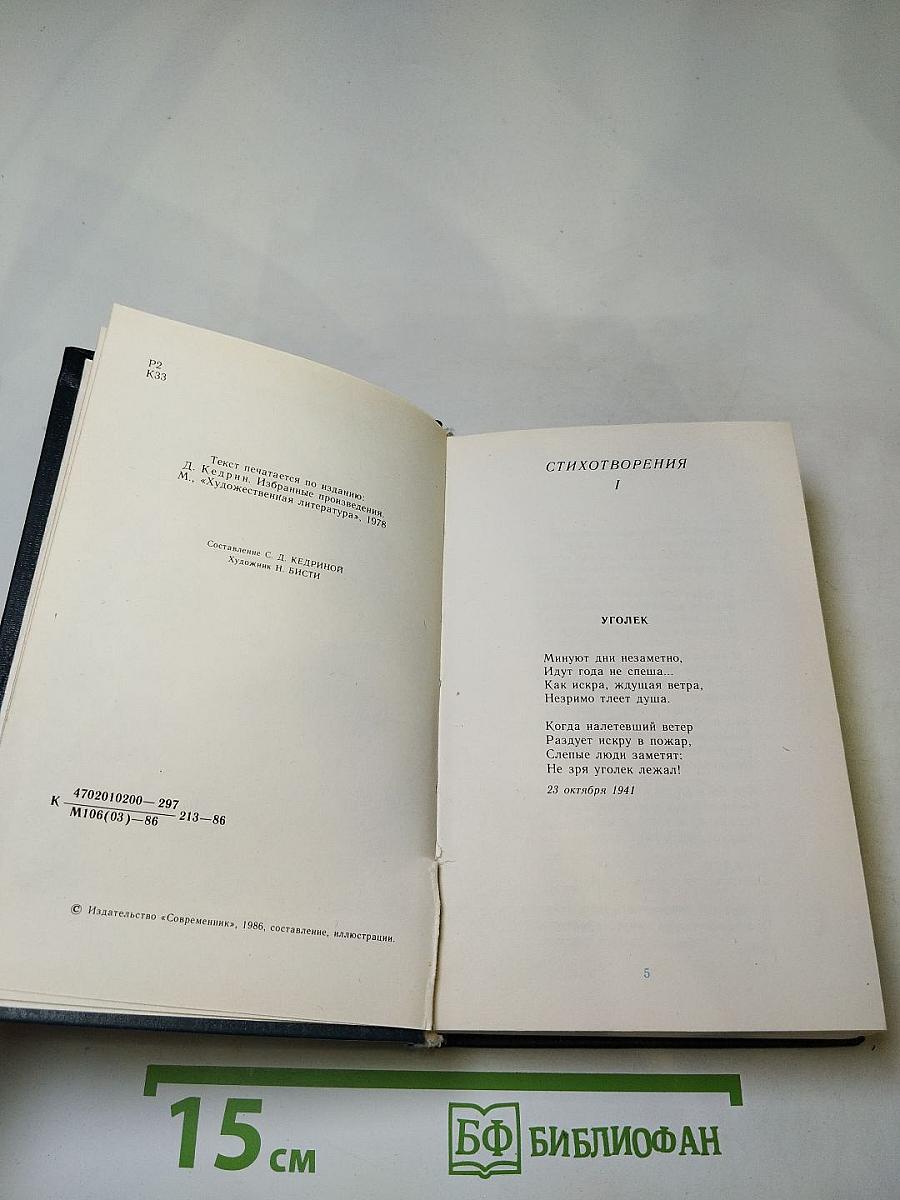 Р2
К33
Текст печатается по изданию:
Д. Кедрин. Избранные произведения.
М., «Художественная литература», 1978
Составление С. Д. КЕДРИНОЙ
Художник Н. БИСТИ
К 4702010200—297 213—86
М106(03)—86
© Издательство «Современник», 1986, составление, иллюстрации.
СТИХОТВОРЕНИЯ
I
УГОЛЕК
Минуют дни незаметно,
Идут года не спеша...
Как искра, ждущая ветра,
Незримо тлеет душа.
Когда налетевший ветер
Раздует искру в пожар,
Слепые люди заметят:
Не зря уголек лежал!
23 октября 1941
5
15 см
БФ БИБЛИОФАН